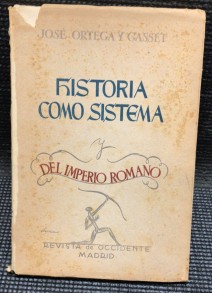 JOSÉ ORTEGA Y GASSET
HISTORIA
COMO SISTEMA
y
DEL IMPERIO ROMANO
REVISTA de OCCIDENTE
MADRID